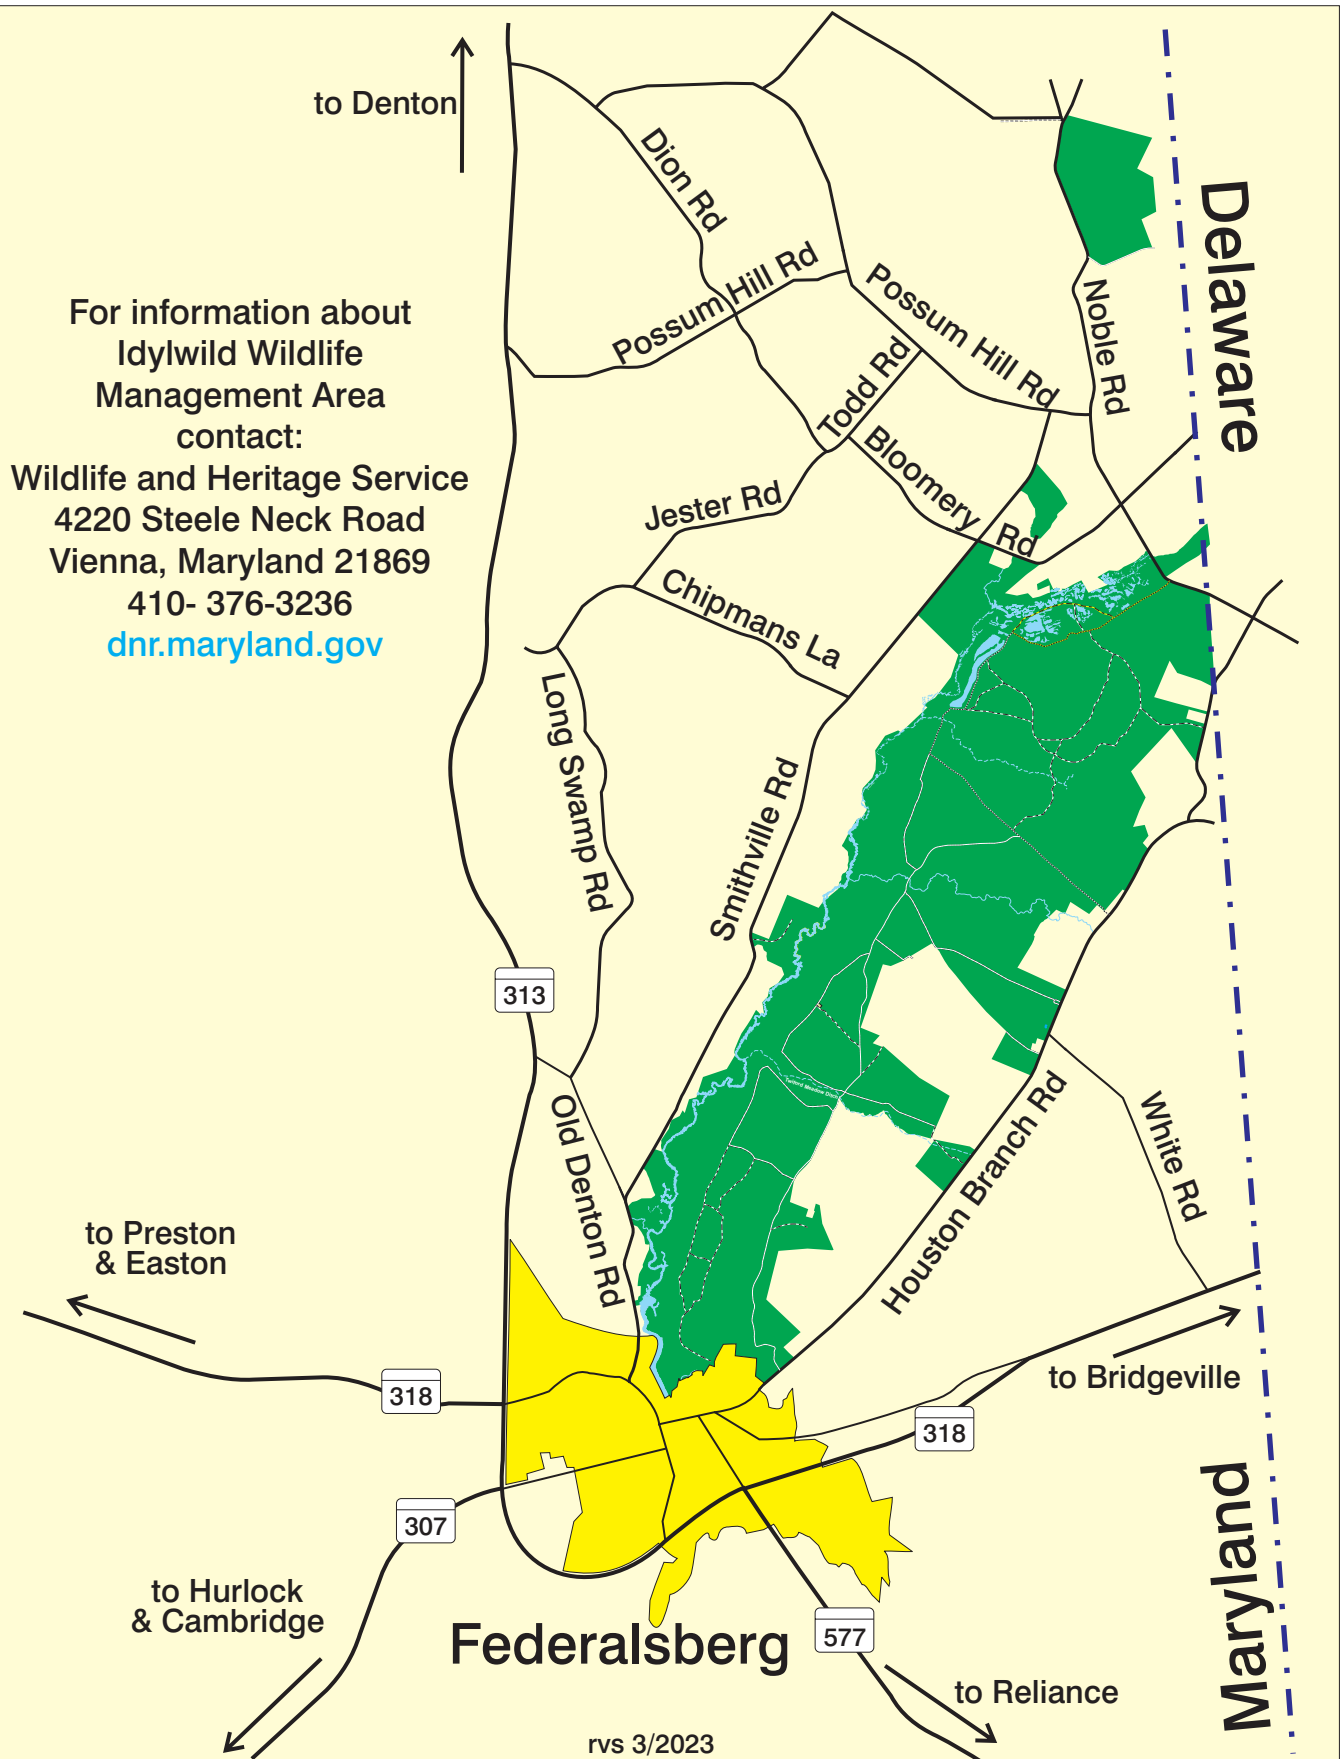 to Denton
Dion Rd
Delaware
Possum Hill Rd
Possum Hill Rd
Noble Rd
For information about
Idylwild Wildlife
Management Area
contact:
Wildlife and Heritage Service
4220 Steele Neck Road
Vienna, Maryland 21869
410- 376-3236
dnr.maryland.gov
Todd Rd
Bloomery Rd
Jester Rd
Chipmans La
Long Swamp Rd
Smithville Rd
313
Twiford Meadow Ditch
Old Denton Rd
Houston Branch Rd
White Rd
to Preston
& Easton
318
to Bridgeville
318
307
Maryland
to Hurlock
& Cambridge
Federalsberg
577
to Reliance
rvs 3/2023